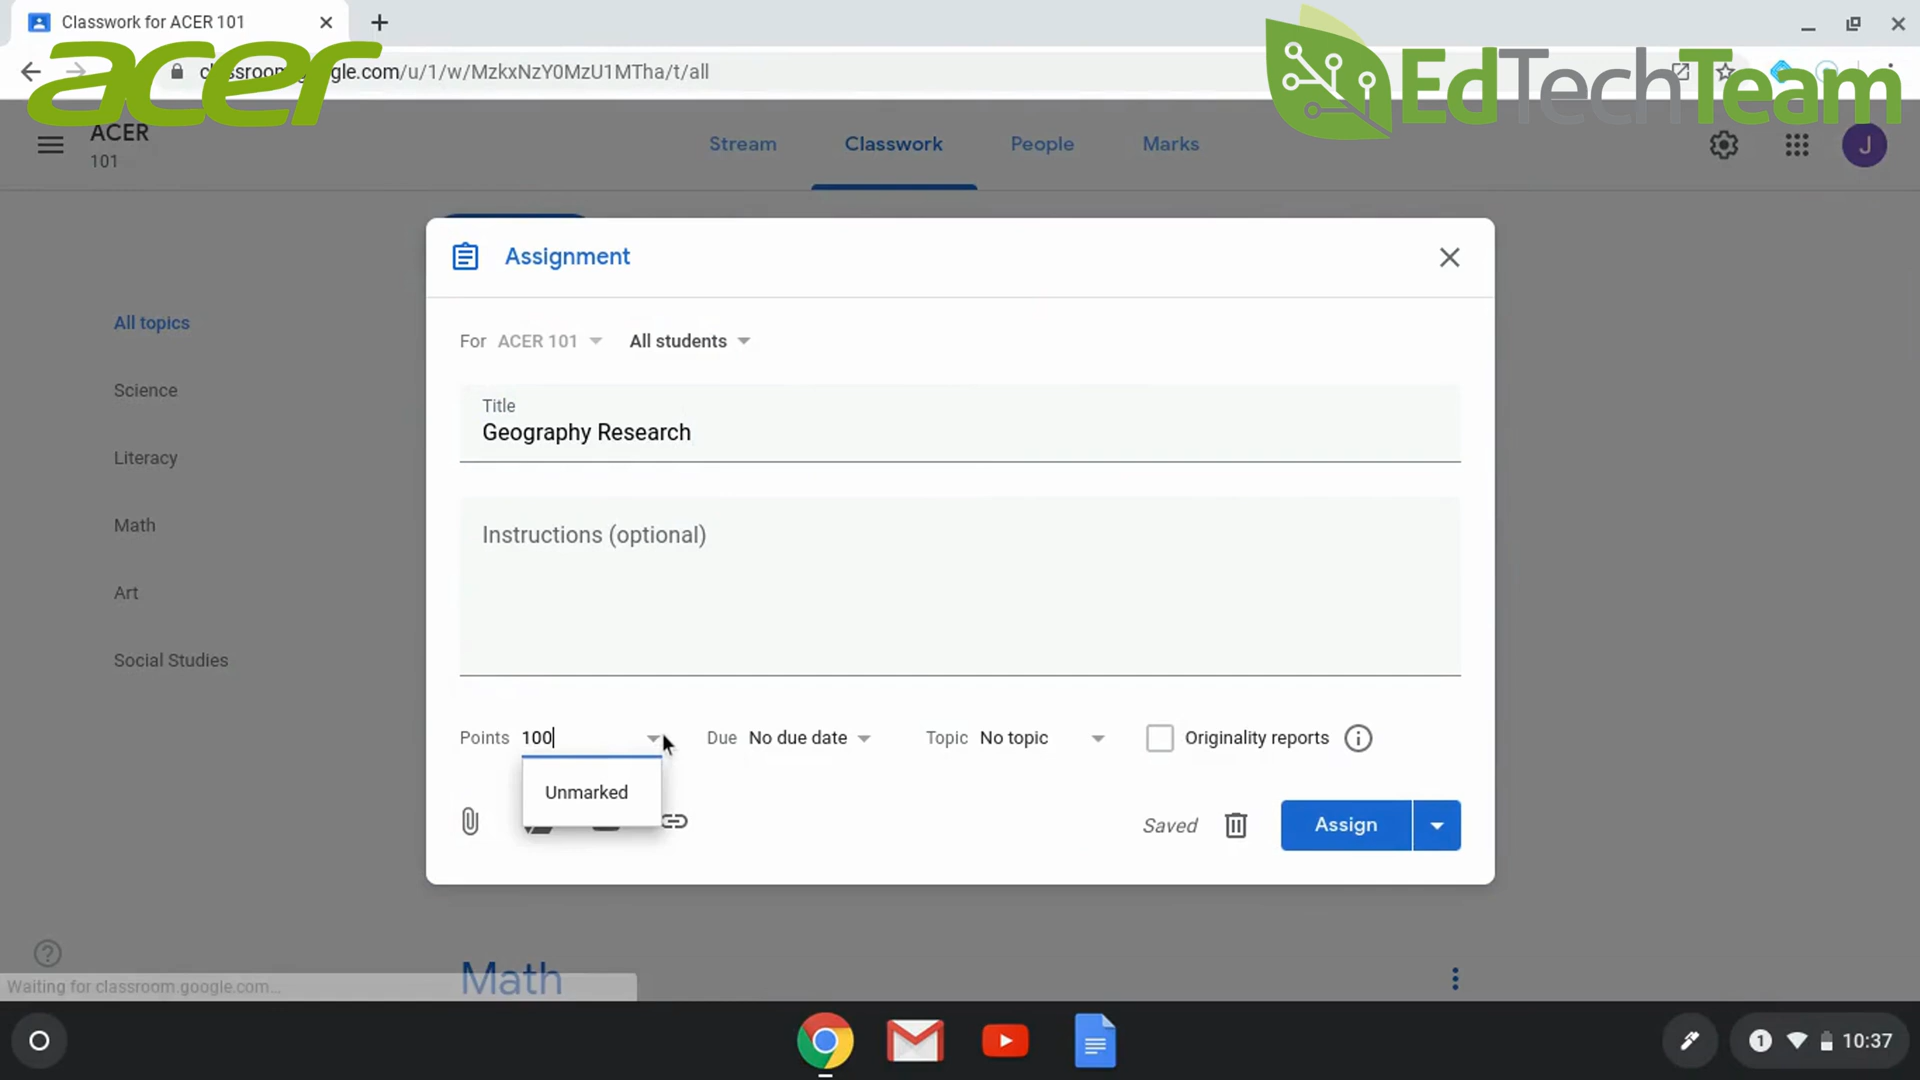 Classwork for ACER 101
acer
classroom.google.com/u/1/w/MzkxNzY0MzU1MTha/t/all
EdTechTeam
ACER
101
Stream
Classwork
People
Marks
J
All topics
Science
Literacy
Math
Art
Social Studies
Assignment
For ACER 101 All students
Title
Geography Research
Instructions (optional)
Points 100 Due No due date Topic No topic Originality reports
Unmarked
Saved
Assign
Math
Waiting for classroom.google.com...
1 10:37